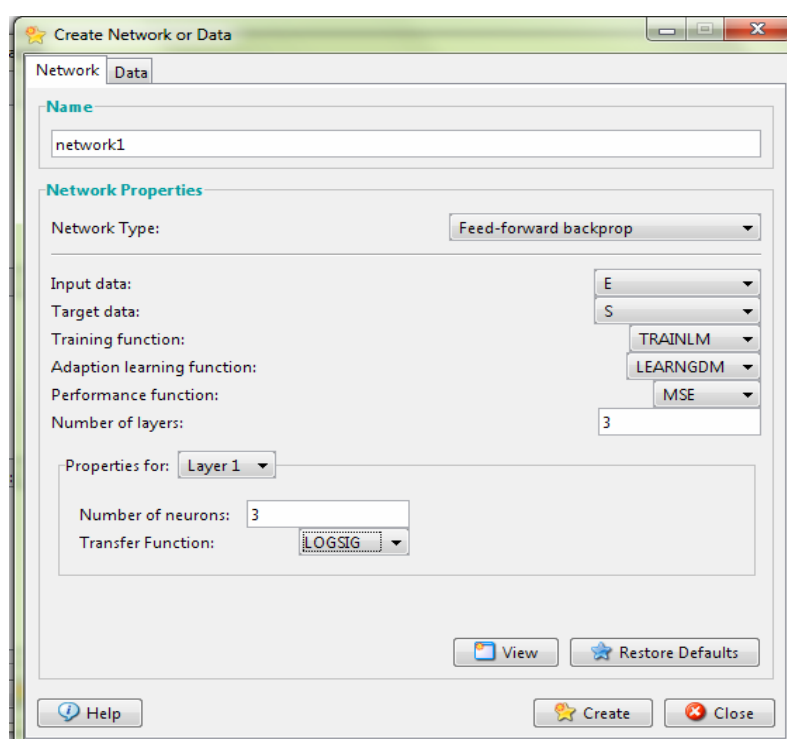 Create Network or Data
Network Data
Name
network1
Network Properties
Network Type: Feed-forward backprop
Input data: E
Target data: S
Training function: TRAINLM
Adaption learning function: LEARNGDM
Performance function: MSE
Number of layers: 3
Properties for: Layer 1
Number of neurons: 3
Transfer Function: LOGSIG
View Restore Defaults
Help Create Close